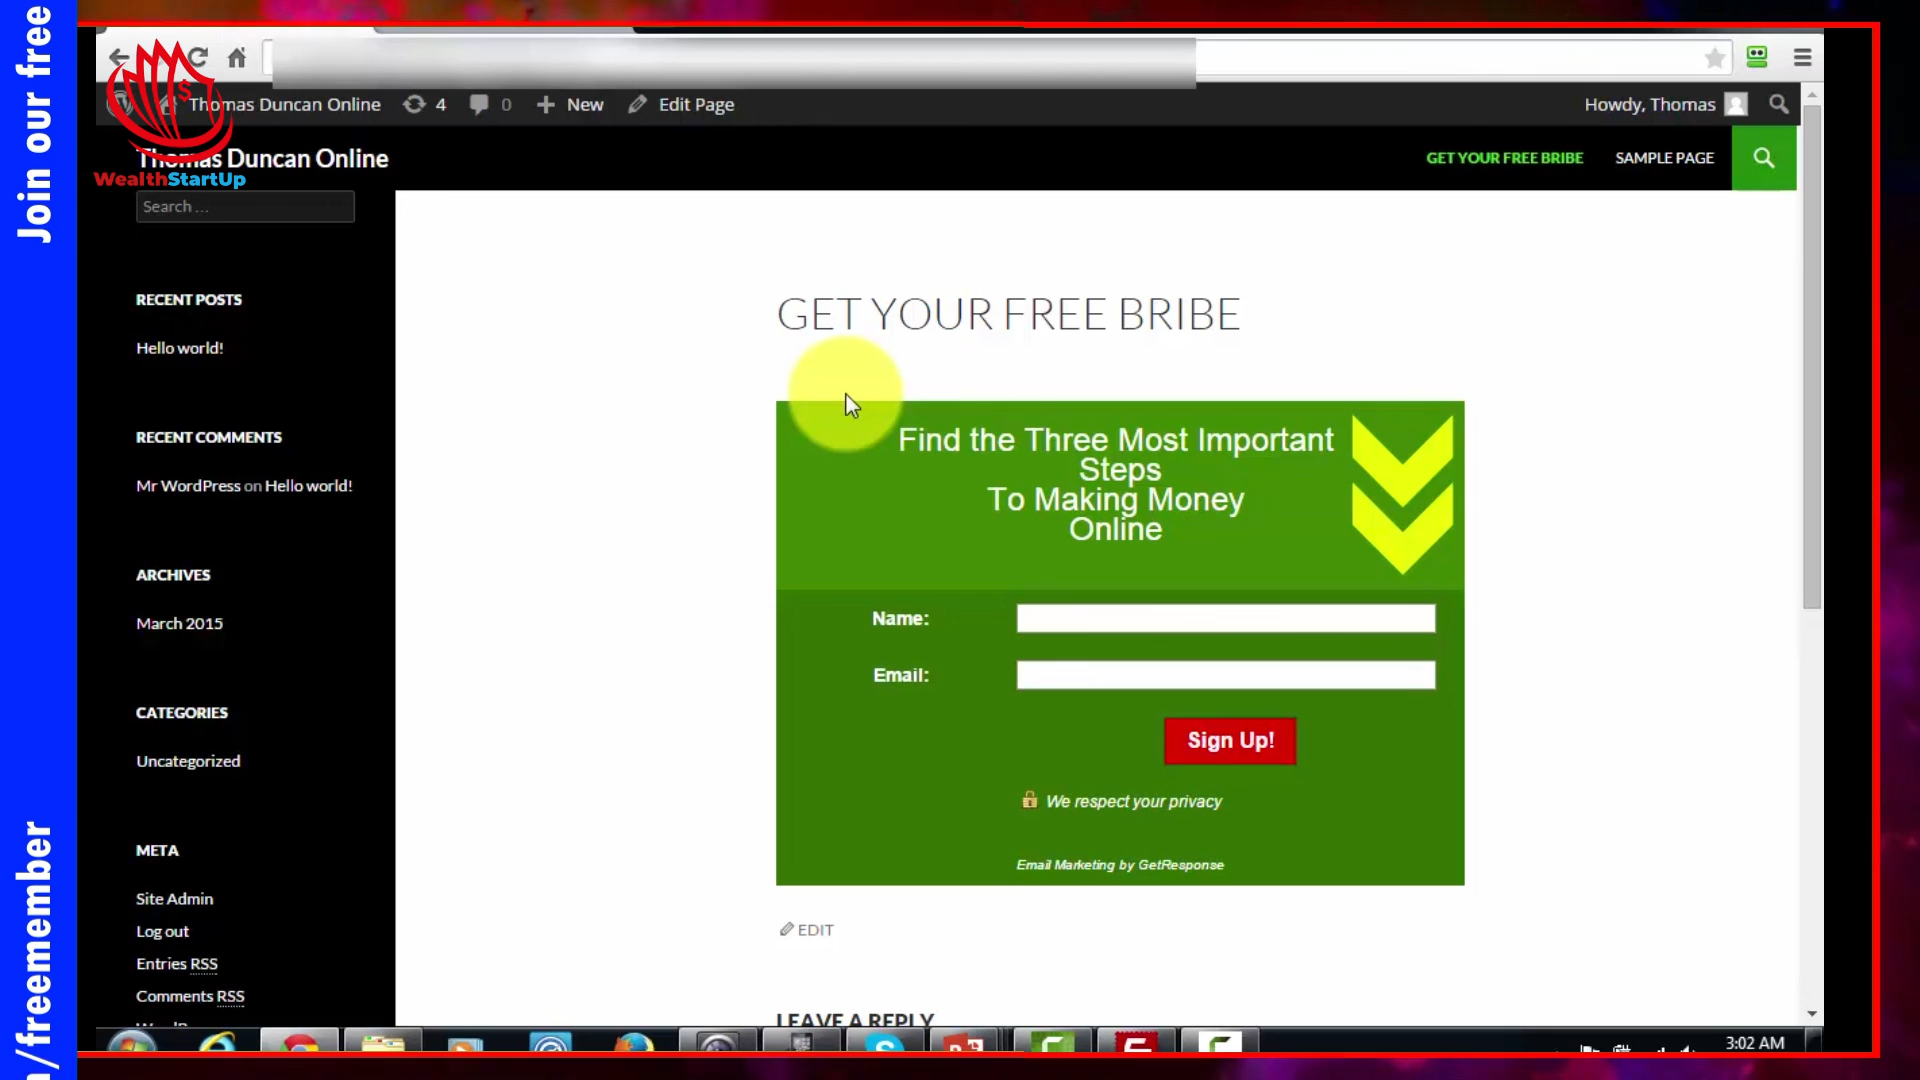 Join our free
/freemember
WealthStartUp
Thomas Duncan Online
4
0
New
Edit Page
Howdy, Thomas
Thomas Duncan Online
GET YOUR FREE BRIBE
SAMPLE PAGE
Search ...
RECENT POSTS
Hello world!
RECENT COMMENTS
Mr WordPress on Hello world!
ARCHIVES
March 2015
CATEGORIES
Uncategorized
META
Site Admin
Log out
Entries RSS
Comments RSS
GET YOUR FREE BRIBE
Find the Three Most Important
Steps
To Making Money
Online
Name:
Email:
Sign Up!
We respect your privacy
Email Marketing by GetResponse
EDIT
LEAVE A REPLY
3:02 AM